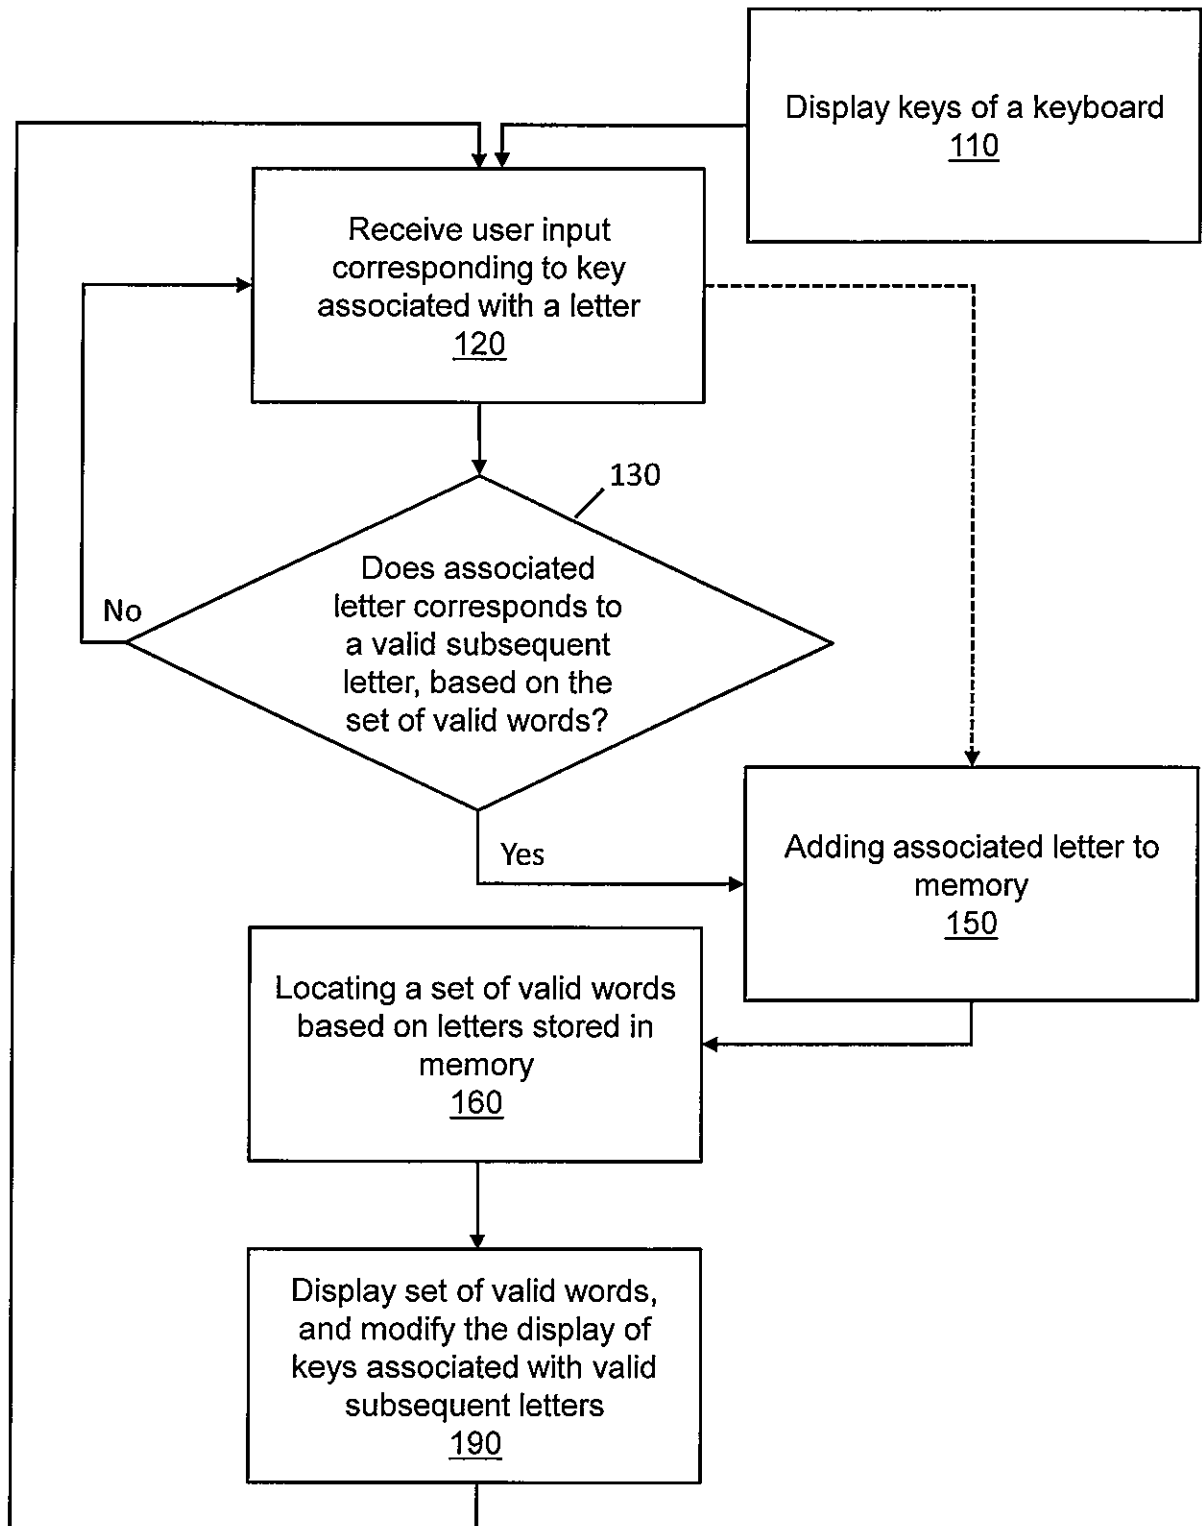 Display keys of a keyboard
110
Receive user input
corresponding to key
associated with a letter
120
130
Does associated
letter corresponds to
a valid subsequent
letter, based on the
set of valid words?
No
Yes
Adding associated letter to
memory
150
Locating a set of valid words
based on letters stored in
memory
160
Display set of valid words,
and modify the display of
keys associated with valid
subsequent letters
190